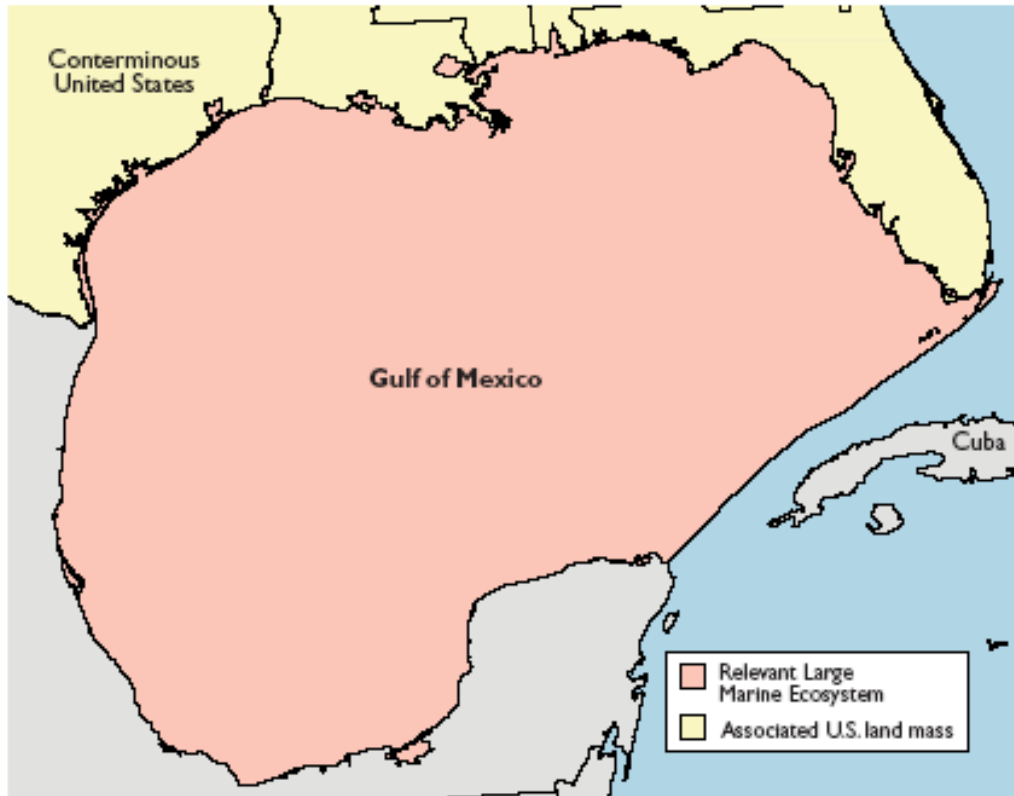 Conterminous
United States
Gulf of Mexico
Cuba
Relevant Large
Marine Ecosystem
Associated U.S. land mass